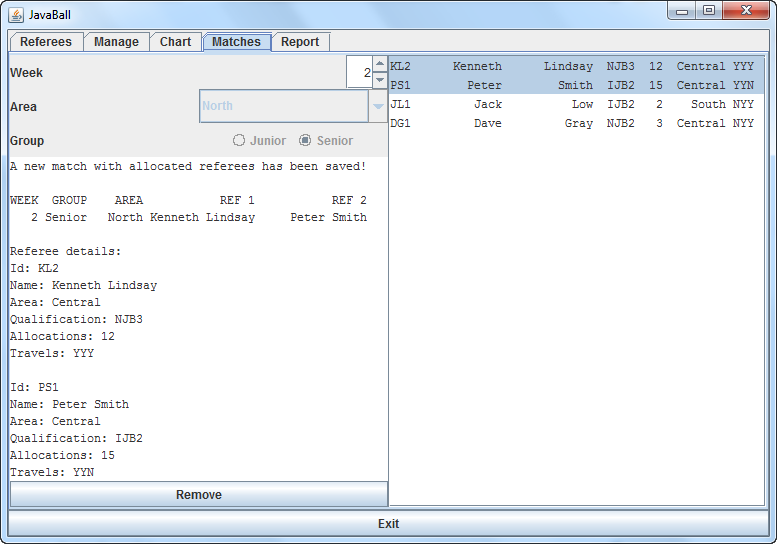 JavaBall
Referees Manage Chart Matches Report
Week 2
Area North
Group Junior Senior
A new match with allocated referees has been saved!
WEEK GROUP AREA REF 1 REF 2
2 Senior North Kenneth Lindsay Peter Smith
Referee details:
Id: KL2
Name: Kenneth Lindsay
Area: Central
Qualification: NJB3
Allocations: 12
Travels: YYY
Id: PS1
Name: Peter Smith
Area: Central
Qualification: IJB2
Allocations: 15
Travels: YYN
Remove
KL2 Kenneth Lindsay NJB3 12 Central YYY
PS1 Peter Smith IJB2 15 Central YYN
JL1 Jack Low IJB2 2 South NYY
DG1 Dave Gray NJB2 3 Central NYY
Exit